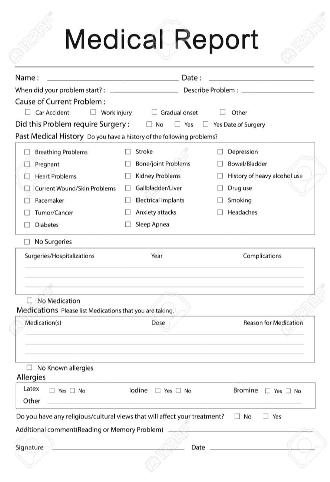 Medical Report
Name : Date :
When did your problem start? : Describe Problem :
Cause of Current Problem :
Car Accident Work injury Gradual onset Other
Did this Problem require Surgery : No Yes Yes Date of Surgery
Past Medical History Do you have a history of the following problems?
Breathing Problems Stroke Depression
Pregnant Bone/joint Problems Bowel/Bladder
Heart Problems Kidney Problems History of heavy alcohol use
Current Wound/Skin Problems Gallbladder/Liver Drug use
Pacemaker Electrical Implants Smoking
Tumor/Cancer Anxiety attacks Headaches
Diabetes Sleep Apnea
No Surgeries
Surgeries/Hospitalizations Year Complications
No Medication
Medications Please list Medications that you are taking.
Medication(s) Dose Reason for Medication
No Known allergies
Allergies
Latex Yes No Iodine Yes No Bromine Yes No
Other
Do you have any religious/cultural views that will affect your treatment? No Yes
Additional comment(Reading or Memory Problem)
Signature Date